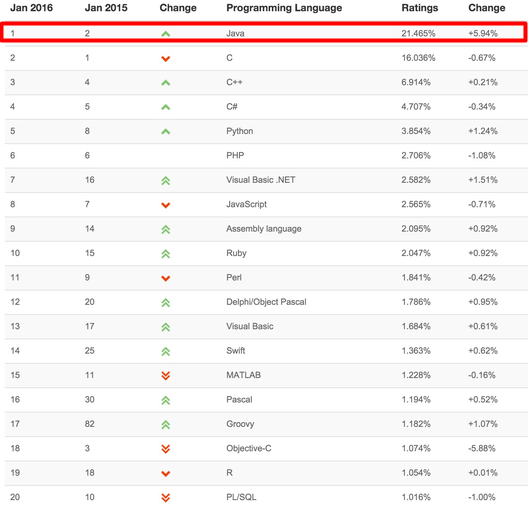 Jan 2016 Jan 2015 Change Programming Language Ratings Change
1 2 Java 21.465% +5.94%
2 1 C 16.036% -0.67%
3 4 C++ 6.914% +0.21%
4 5 C# 4.707% -0.34%
5 8 Python 3.854% +1.24%
6 6 PHP 2.706% -1.08%
7 16 Visual Basic .NET 2.582% +1.51%
8 7 JavaScript 2.565% -0.71%
9 14 Assembly language 2.095% +0.92%
10 15 Ruby 2.047% +0.92%
11 9 Perl 1.841% -0.42%
12 20 Delphi/Object Pascal 1.786% +0.95%
13 17 Visual Basic 1.684% +0.61%
14 25 Swift 1.363% +0.62%
15 11 MATLAB 1.228% -0.16%
16 30 Pascal 1.194% +0.52%
17 82 Groovy 1.182% +1.07%
18 3 Objective-C 1.074% -5.88%
19 18 R 1.054% +0.01%
20 10 PL/SQL 1.016% -1.00%